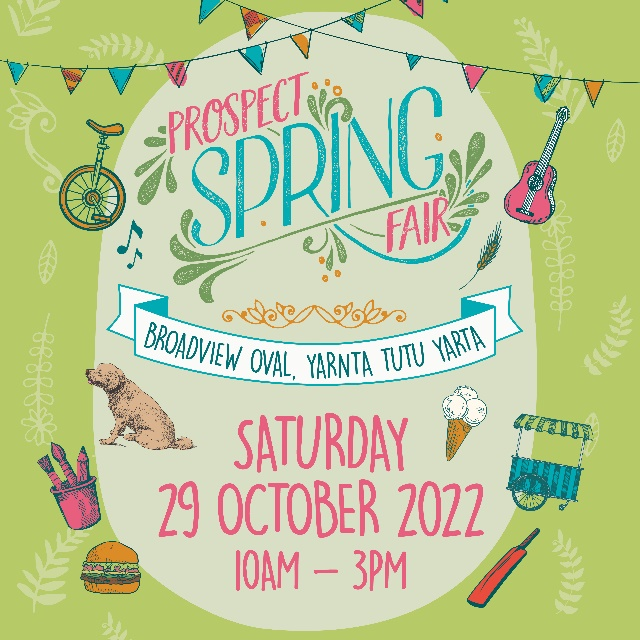 PROSPECT
SPRING
FAIR
BROADVIEW OVAL, YARNTA TUTU YARTA
SATURDAY
29 OCTOBER 2022
10AM – 3PM